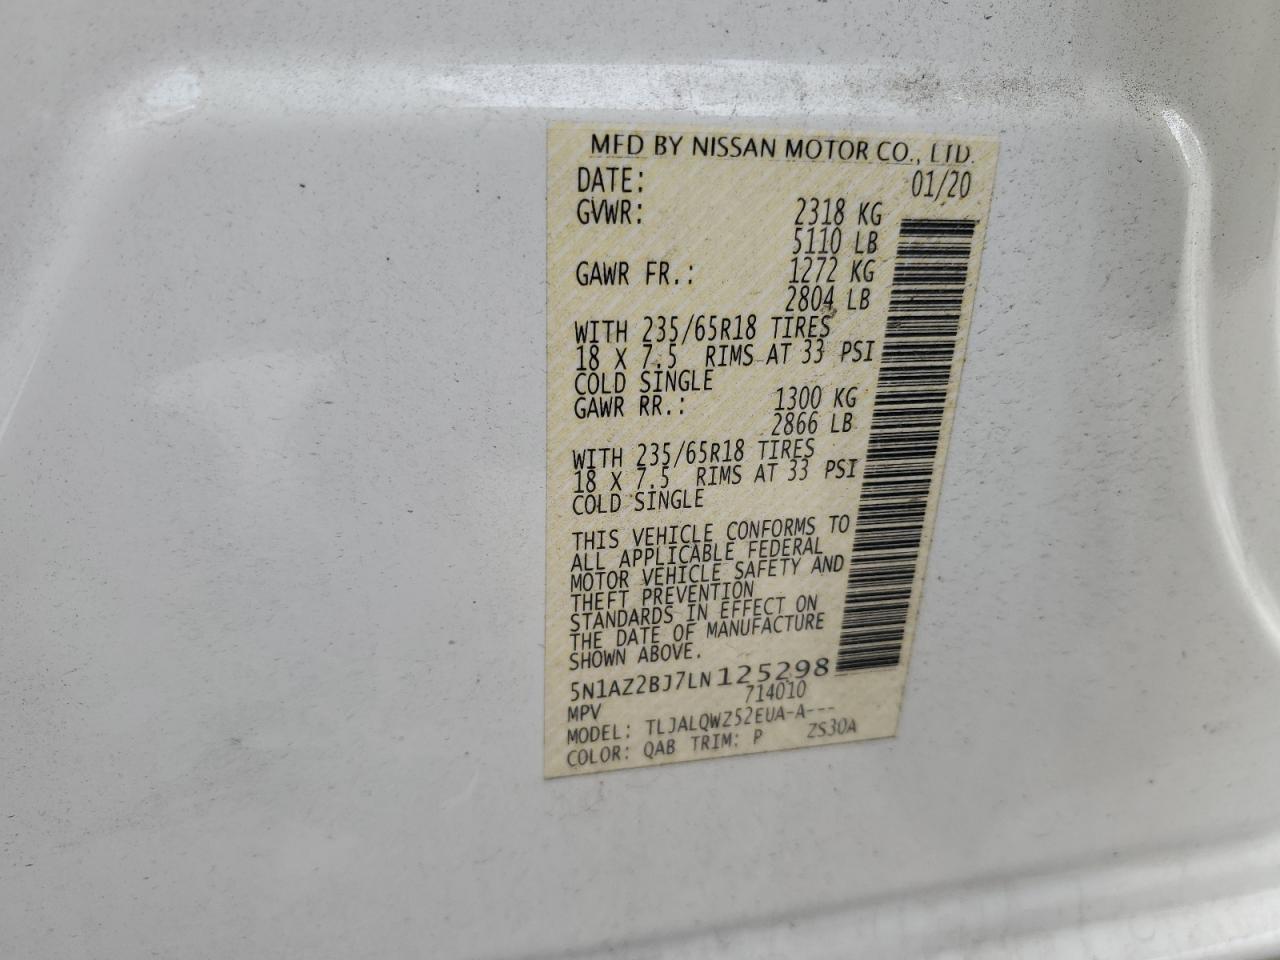 MFD BY NISSAN MOTOR CO., LTD.
DATE: 01/20
GVWR: 2318 KG
5110 LB
GAWR FR.: 1272 KG
2804 LB
WITH 235/65R18 TIRES
18 X 7.5 RIMS AT 33 PSI
COLD SINGLE
GAWR RR.: 1300 KG
2866 LB
WITH 235/65R18 TIRES
18 X 7.5 RIMS AT 33 PSI
COLD SINGLE
THIS VEHICLE CONFORMS TO
ALL APPLICABLE FEDERAL
MOTOR VEHICLE SAFETY AND
THEFT PREVENTION
STANDARDS IN EFFECT ON
THE DATE OF MANUFACTURE
SHOWN ABOVE.
5N1AZ2BJ7LN125298
MPV 714010
MODEL: TLJALQWZ52EUA-A---
COLOR: QAB TRIM: P ZS30A